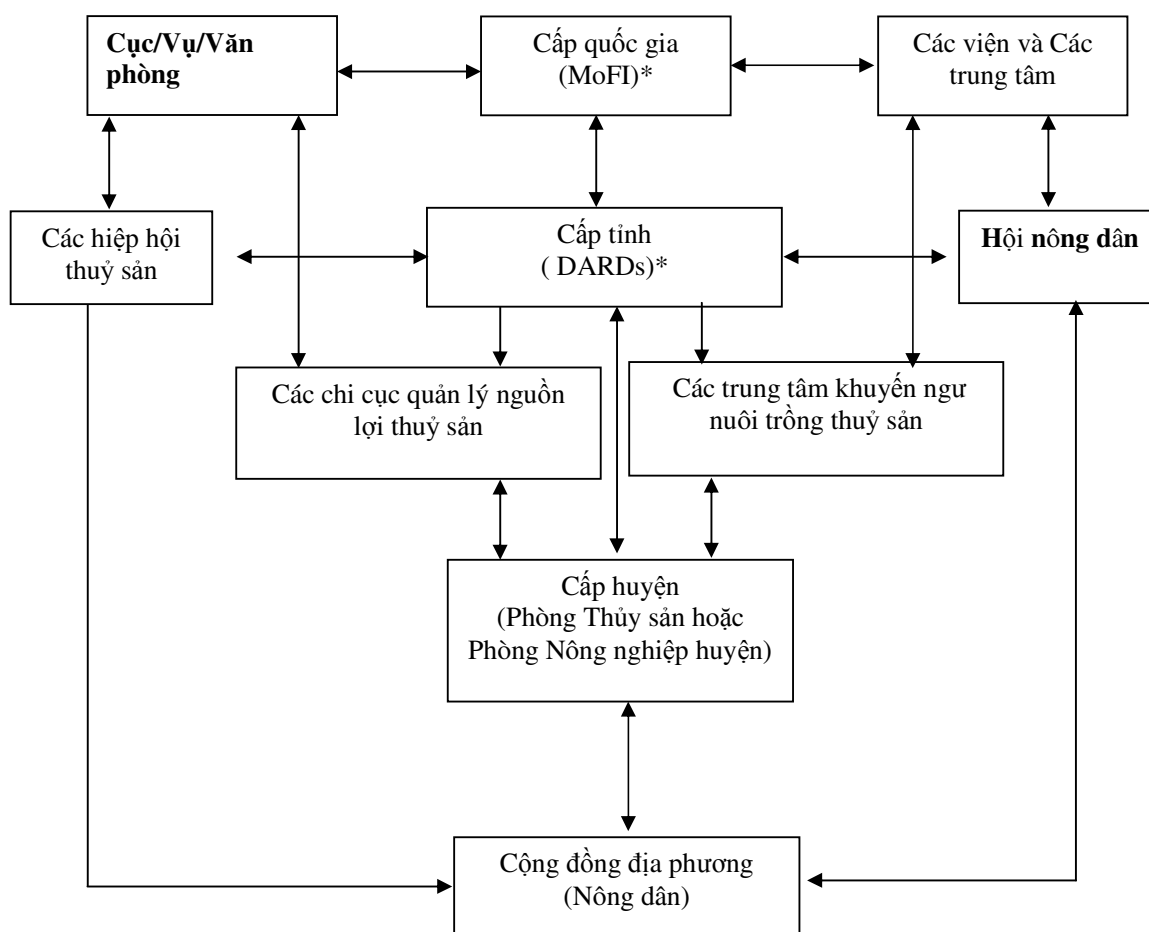 Cục/Vụ/Văn
phòng
Cấp quốc gia
(MoFI)*
Các viện và Các
trung tâm
Các hiệp hội
thuỷ sản
Cấp tỉnh
( DARDs)*
Hội nông dân
Các chi cục quản lý nguồn
lợi thuỷ sản
Các trung tâm khuyến ngư
nuôi trồng thuỷ sản
Cấp huyện
(Phòng Thủy sản hoặc
Phòng Nông nghiệp huyện)
Cộng đồng địa phương
(Nông dân)